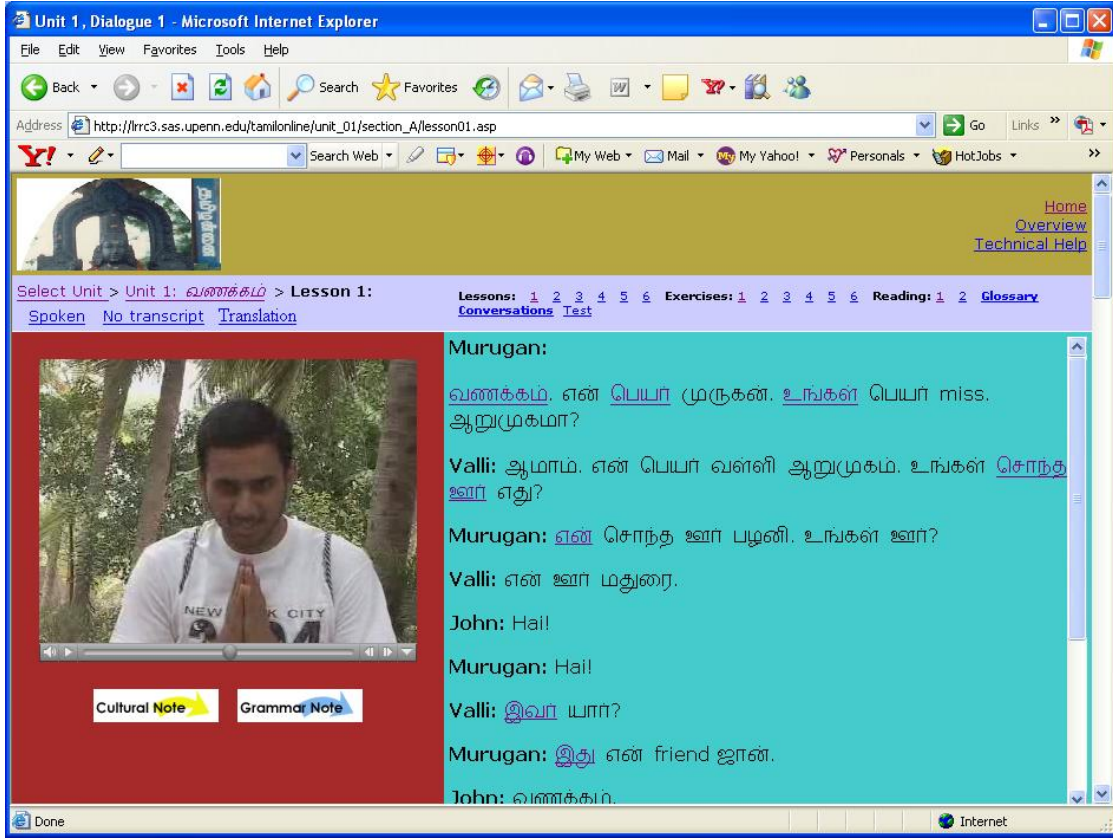 Unit 1, Dialogue 1 - Microsoft Internet Explorer
File Edit View Favorites Tools Help
Back Search Favorites
Address http://lrrc3.sas.upenn.edu/tamilonline/unit_01/section_A/lesson01.asp Go Links »
Y! Search Web My Web Mail My Yahoo! Personals HotJobs »
Home
Overview
Technical Help
Select Unit > Unit 1: வணக்கம் > Lesson 1:
Spoken No transcript Translation
Lessons: 1 2 3 4 5 6 Exercises: 1 2 3 4 5 6 Reading: 1 2 Glossary
Conversations Test
NEW YORK CITY
Cultural Note Grammar Note
Murugan:
வணக்கம். என் பெயர் முருகன். உங்கள் பெயர் miss.
ஆறுமுகமா?
Valli: ஆமாம். என் பெயர் வள்ளி ஆறுமுகம். உங்கள் சொந்த
ஊர் எது?
Murugan: என் சொந்த ஊர் பழனி. உங்கள் ஊர்?
Valli: என் ஊர் மதுரை.
John: Hai!
Murugan: Hai!
Valli: இவர் யார்?
Murugan: இது என் friend ஜான்.
John: வணக்கம்.
Done Internet